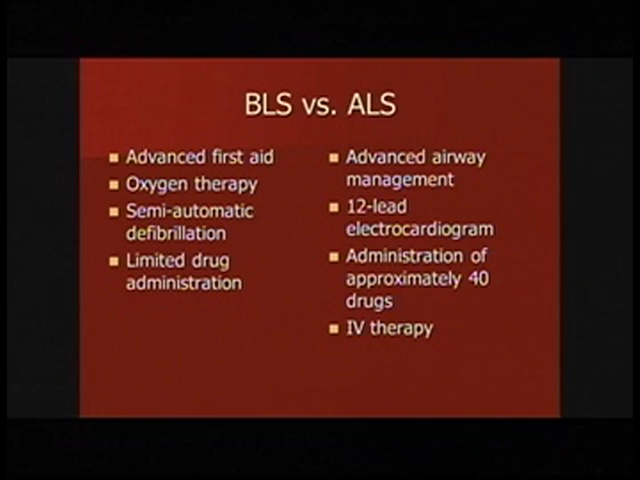 BLS vs. ALS
Advanced first aid
Oxygen therapy
Semi-automatic
defibrillation
Limited drug
administration
Advanced airway
management
12-lead
electrocardiogram
Administration of
approximately 40
drugs
IV therapy